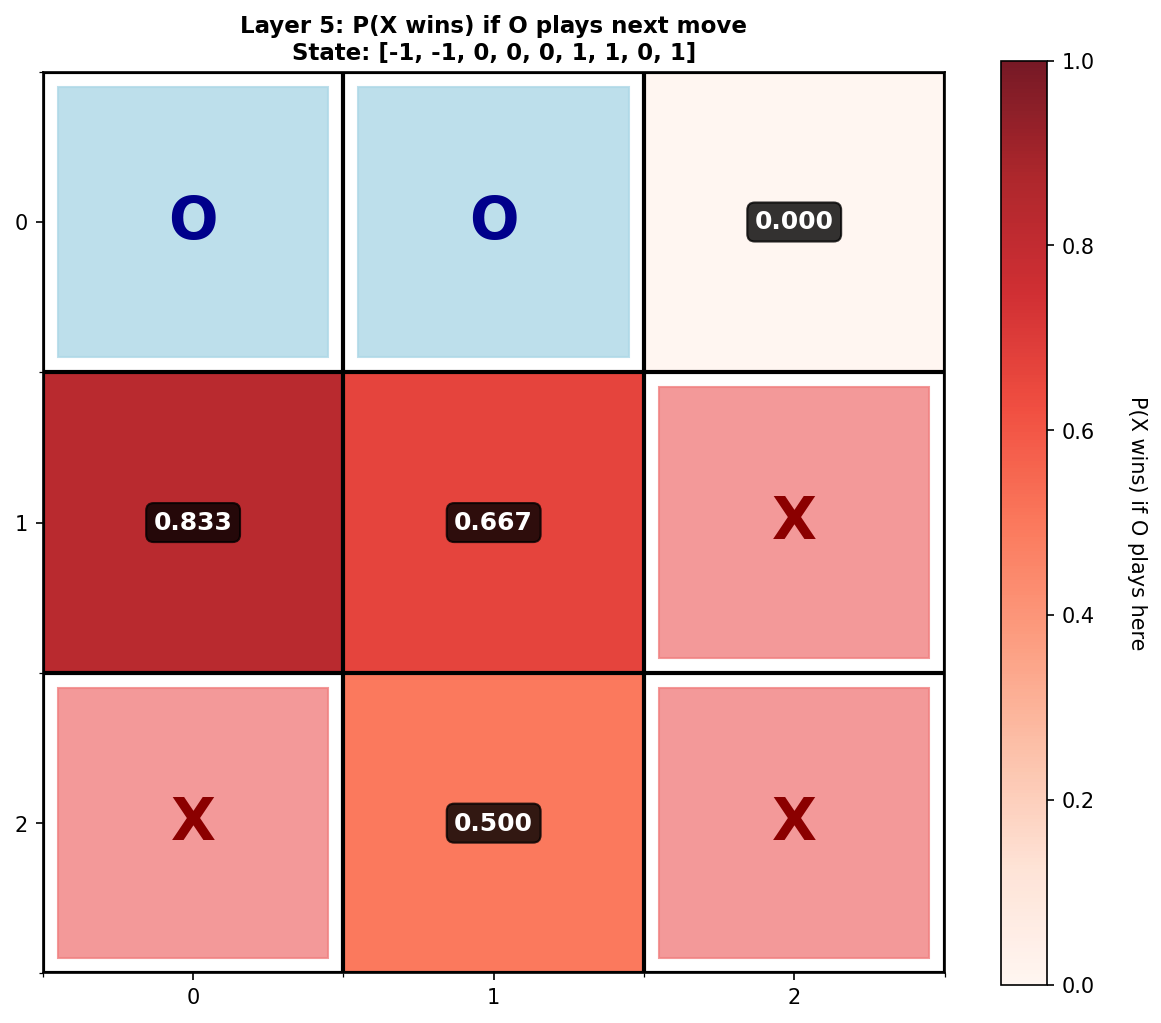 Layer 5: P(X wins) if O plays next move
State: [-1, -1, 0, 0, 0, 1, 1, 0, 1]
0
O
O
0.000
1
0.833
0.667
X
2
X
0.500
X
0
1
2
1.0
0.8
0.6
0.4
0.2
0.0
P(X wins) if O plays here